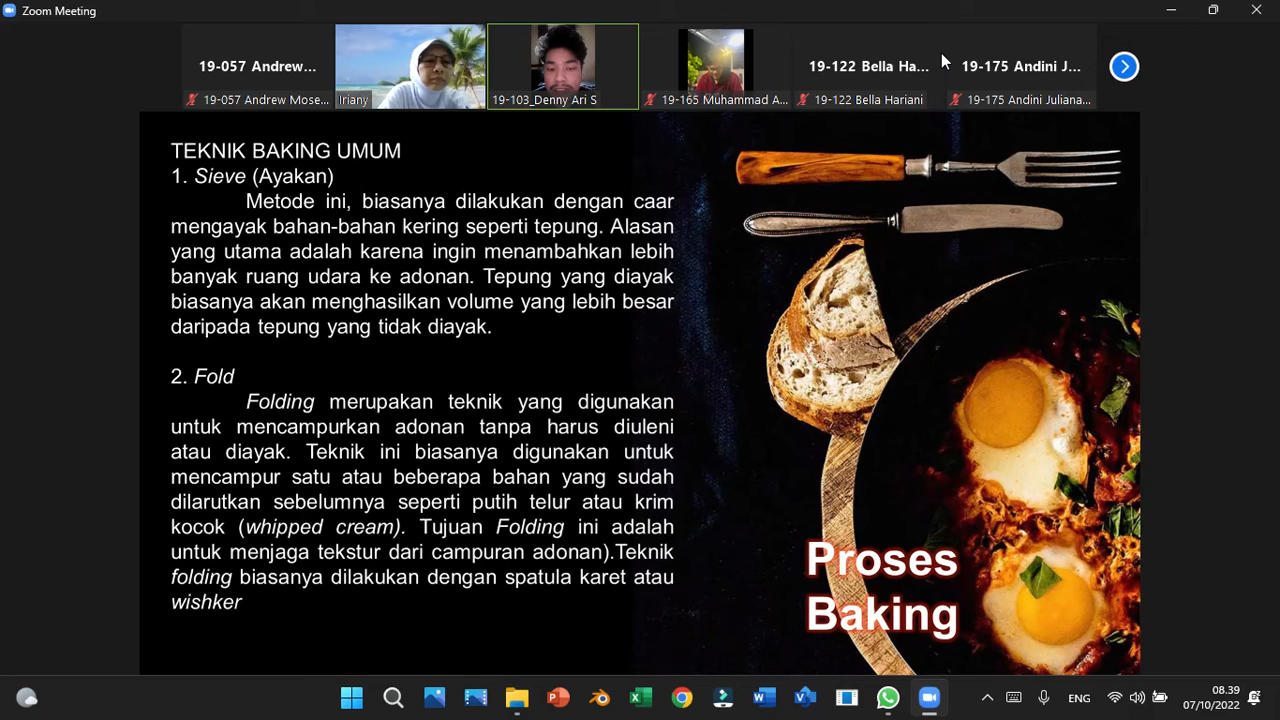 Zoom Meeting
19-057 Andrew...
19-122 Bella Ha...
19-175 Andini J...
19-057 Andrew Mose...
Iriany
19-103_Denny Ari S
19-165 Muhammad A...
19-122 Bella Hariani
19-175 Andini Juliana...
TEKNIK BAKING UMUM
1. Sieve (Ayakan)
Metode ini, biasanya dilakukan dengan caar
mengayak bahan-bahan kering seperti tepung. Alasan
yang utama adalah karena ingin menambahkan lebih
banyak ruang udara ke adonan. Tepung yang diayak
biasanya akan menghasilkan volume yang lebih besar
daripada tepung yang tidak diayak.
2. Fold
Folding merupakan teknik yang digunakan
untuk mencampurkan adonan tanpa harus diuleni
atau diayak. Teknik ini biasanya digunakan untuk
mencampur satu atau beberapa bahan yang sudah
dilarutkan sebelumnya seperti putih telur atau krim
kocok (whipped cream). Tujuan Folding ini adalah
untuk menjaga tekstur dari campuran adonan).Teknik
folding biasanya dilakukan dengan spatula karet atau
wishker
Proses
Baking
ENG
08.39
07/10/2022